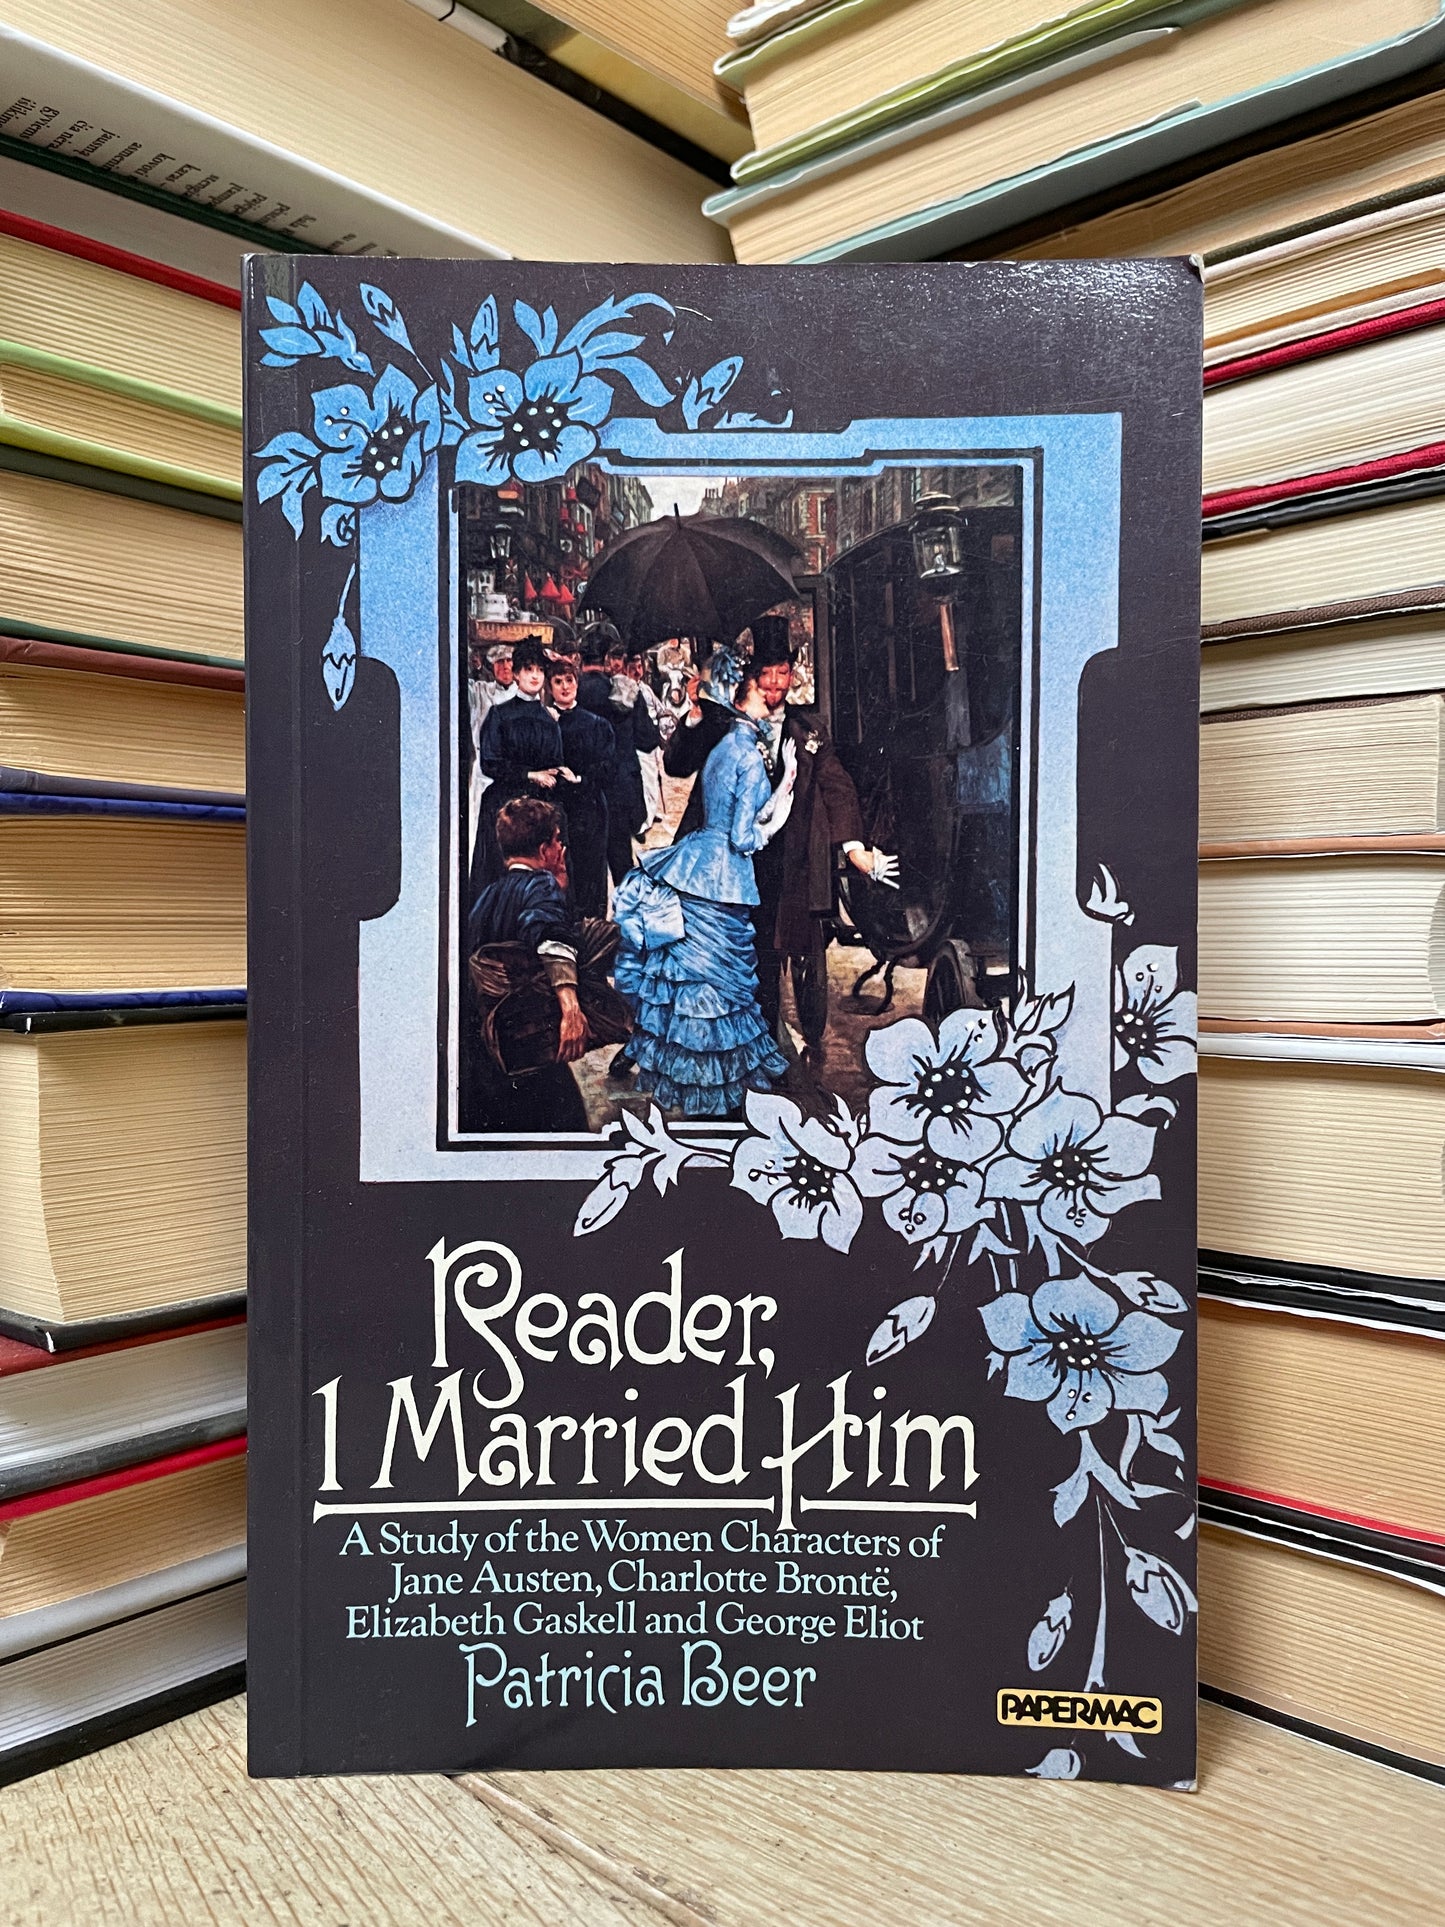 Reader,
I Married Him
A Study of the Women Characters of
Jane Austen, Charlotte Brontë,
Elizabeth Gaskell and George Eliot
Patricia Beer
PAPERMAC